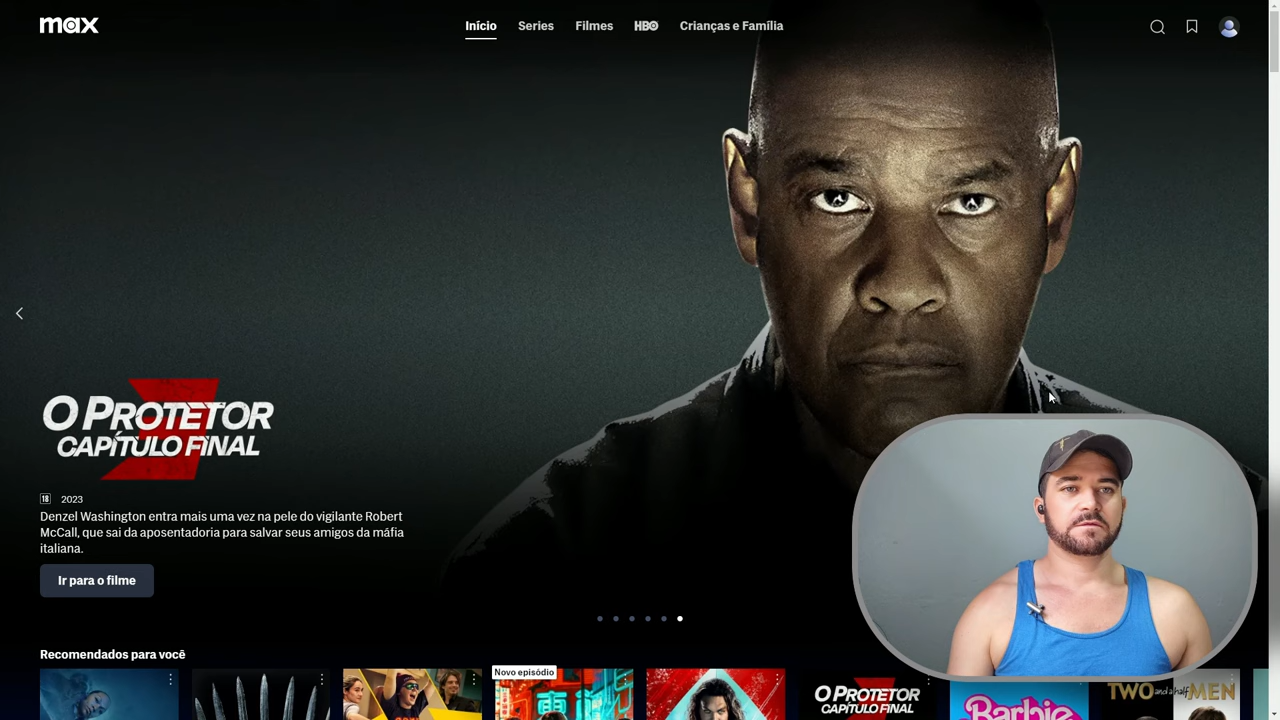 max
Início
Series
Filmes
HBO
Crianças e Família
O PROTETOR
CAPÍTULO FINAL
18 2023
Denzel Washington entra mais uma vez na pele do vigilante Robert
McCall, que sai da aposentadoria para salvar seus amigos da máfia
italiana.
Ir para o filme
Recomendados para você
Novo episódio
O PROTETOR
CAPÍTULO FINAL
Barbie
TWO and a half MEN